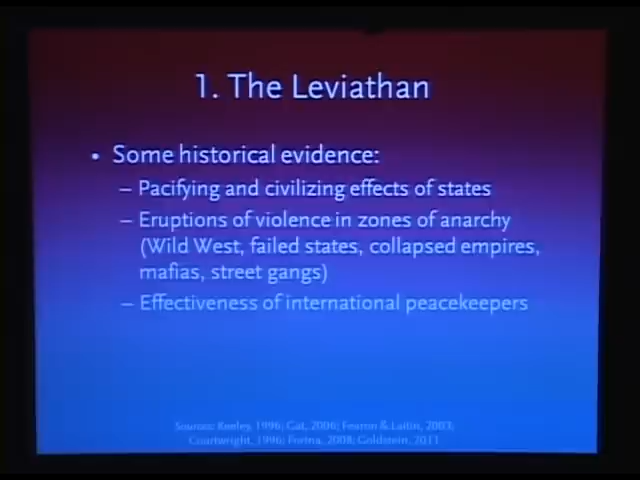 1. The Leviathan
• Some historical evidence:
– Pacifying and civilizing effects of states
– Eruptions of violence in zones of anarchy
(Wild West, failed states, collapsed empires,
mafias, street gangs)
– Effectiveness of international peacekeepers
Sources: Keeley, 1996; Gat, 2006; Fearon & Laitin, 2003;
Courtwright, 1996; Fortna, 2008; Goldstein, 2011